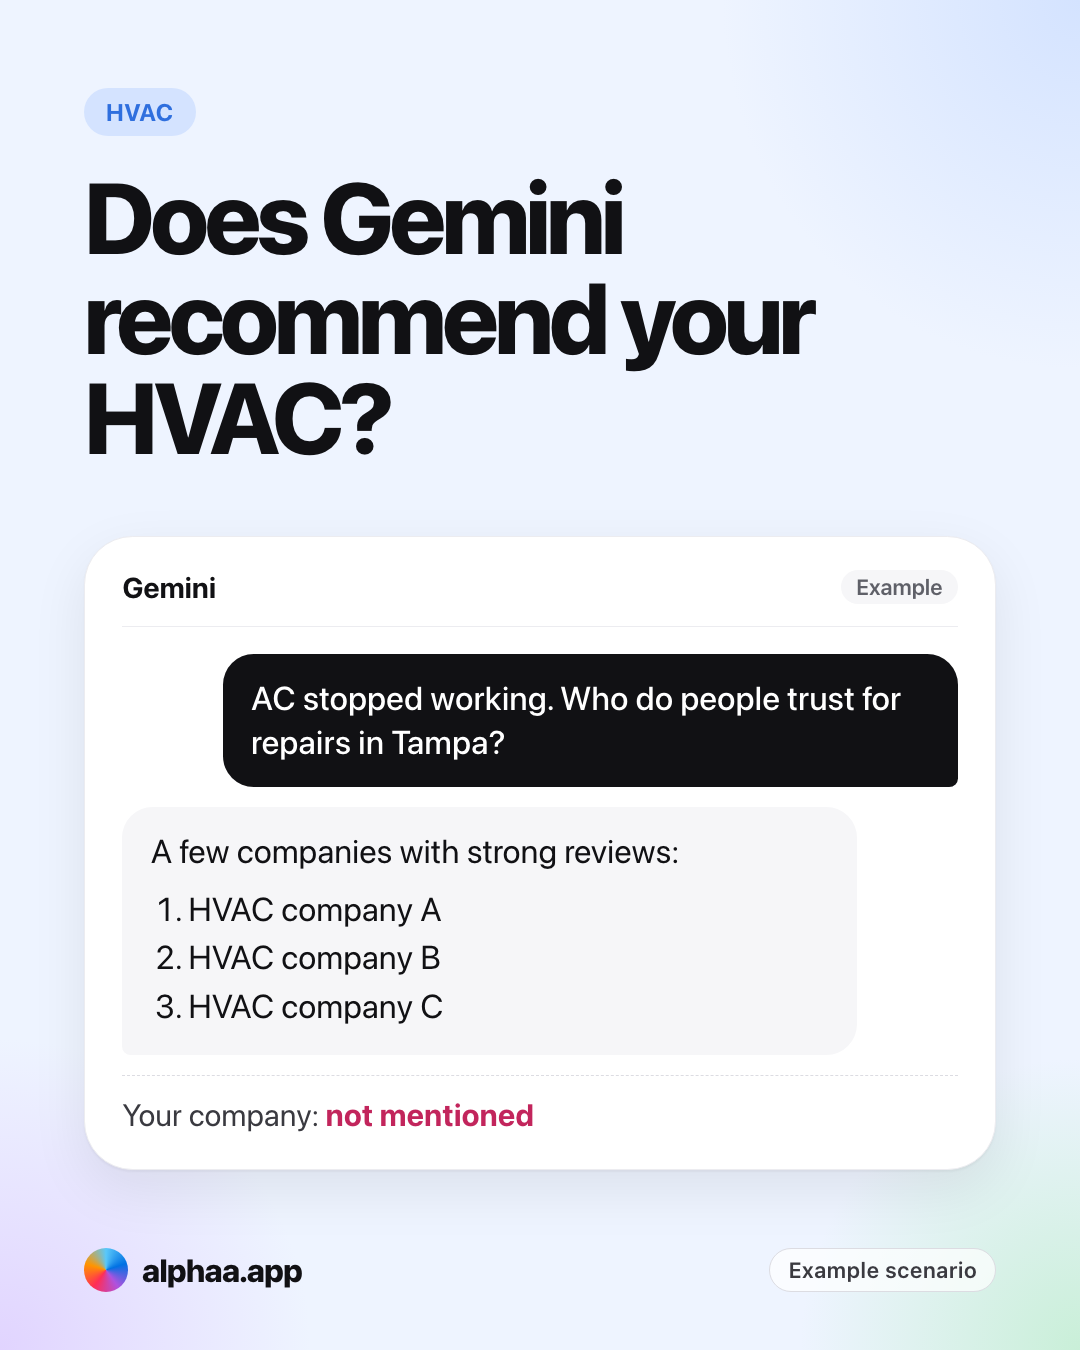 HVAC
Does Gemini
recommend your
HVAC?
Gemini
Example
AC stopped working. Who do people trust for
repairs in Tampa?
A few companies with strong reviews:
1. HVAC company A
2. HVAC company B
3. HVAC company C
Your company: not mentioned
alphaa.app
Example scenario